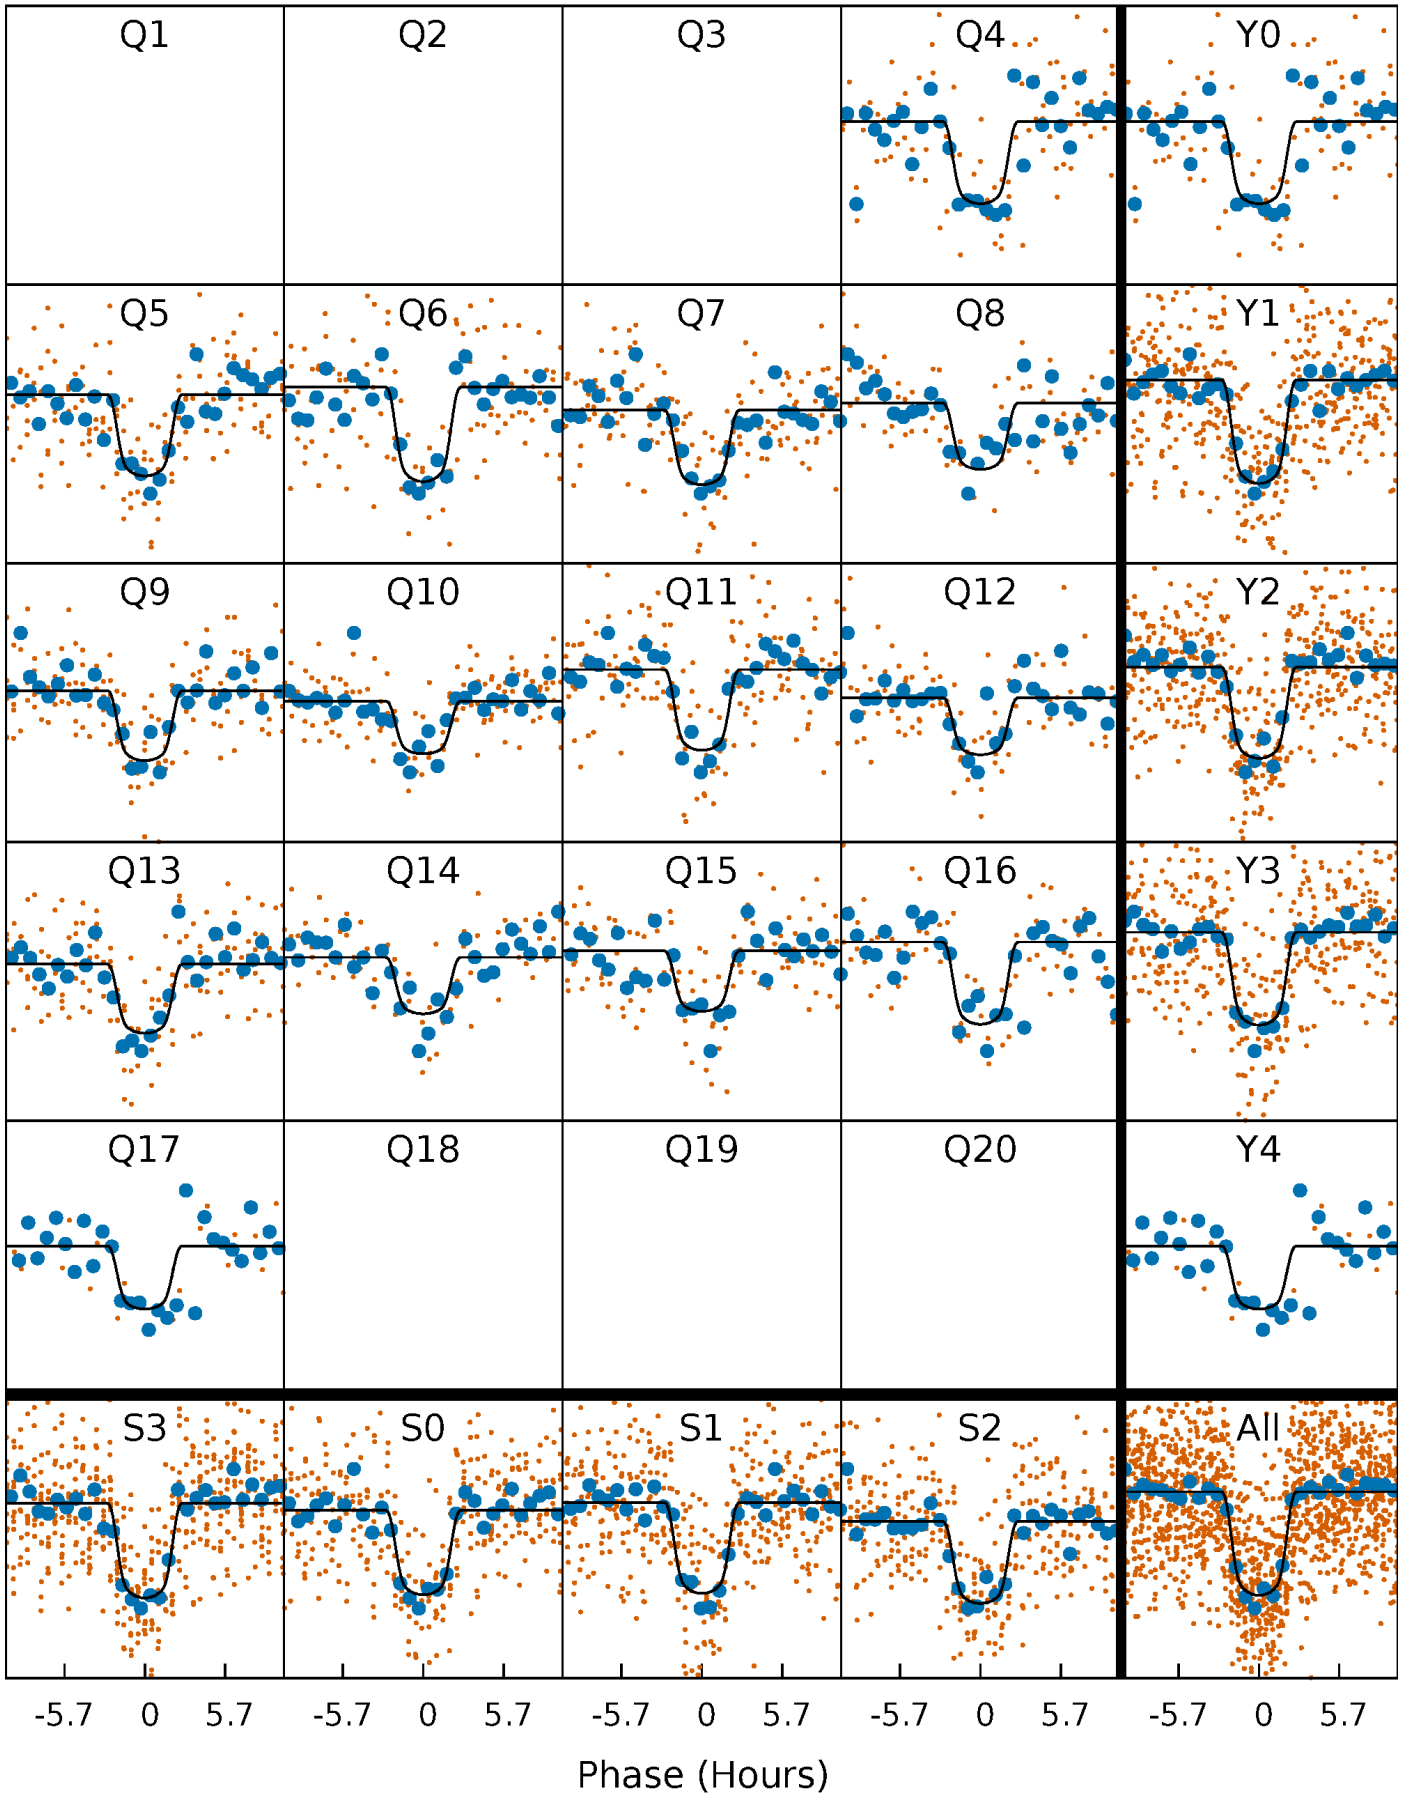 Q1 Q2 Q3 Q4 Y0
Q5 Q6 Q7 Q8 Y1
Q9 Q10 Q11 Q12 Y2
Q13 Q14 Q15 Q16 Y3
Q17 Q18 Q19 Q20 Y4
S3 S0 S1 S2 All
-5.7 0 5.7 -5.7 0 5.7 -5.7 0 5.7 -5.7 0 5.7 -5.7 0 5.7
Phase (Hours)